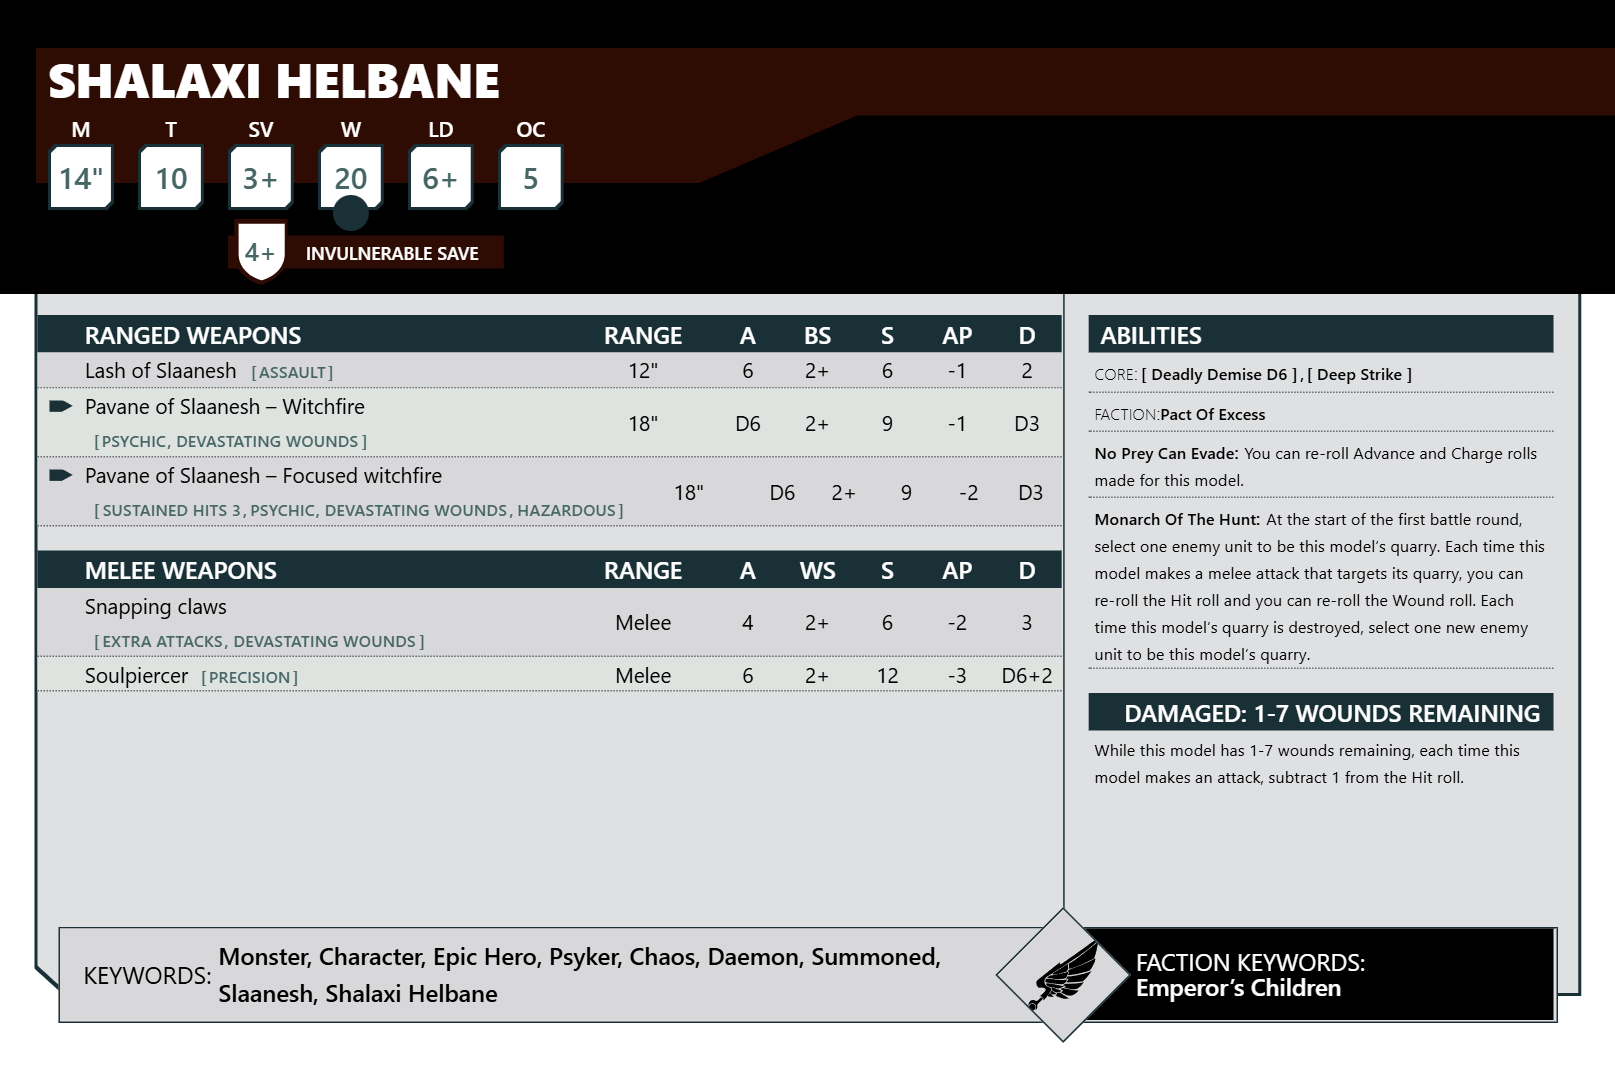 SHALAXI HELBANE
M T SV W LD OC
14" 10 3+ 20 6+ 5
4+ INVULNERABLE SAVE
RANGED WEAPONS RANGE A BS S AP D
Lash of Slaanesh [ASSAULT] 12" 6 2+ 6 -1 2
Pavane of Slaanesh – Witchfire
[PSYCHIC, DEVASTATING WOUNDS] 18" D6 2+ 9 -1 D3
Pavane of Slaanesh – Focused witchfire
[SUSTAINED HITS 3, PSYCHIC, DEVASTATING WOUNDS, HAZARDOUS] 18" D6 2+ 9 -2 D3
MELEE WEAPONS RANGE A WS S AP D
Snapping claws
[EXTRA ATTACKS, DEVASTATING WOUNDS] Melee 4 2+ 6 -2 3
Soulpiercer [PRECISION] Melee 6 2+ 12 -3 D6+2
ABILITIES
CORE: [ Deadly Demise D6 ], [ Deep Strike ]
FACTION:Pact Of Excess
No Prey Can Evade: You can re-roll Advance and Charge rolls
made for this model.
Monarch Of The Hunt: At the start of the first battle round,
select one enemy unit to be this model’s quarry. Each time this
model makes a melee attack that targets its quarry, you can
re-roll the Hit roll and you can re-roll the Wound roll. Each
time this model’s quarry is destroyed, select one new enemy
unit to be this model’s quarry.
DAMAGED: 1-7 WOUNDS REMAINING
While this model has 1-7 wounds remaining, each time this
model makes an attack, subtract 1 from the Hit roll.
KEYWORDS: Monster, Character, Epic Hero, Psyker, Chaos, Daemon, Summoned,
Slaanesh, Shalaxi Helbane
FACTION KEYWORDS:
Emperor’s Children